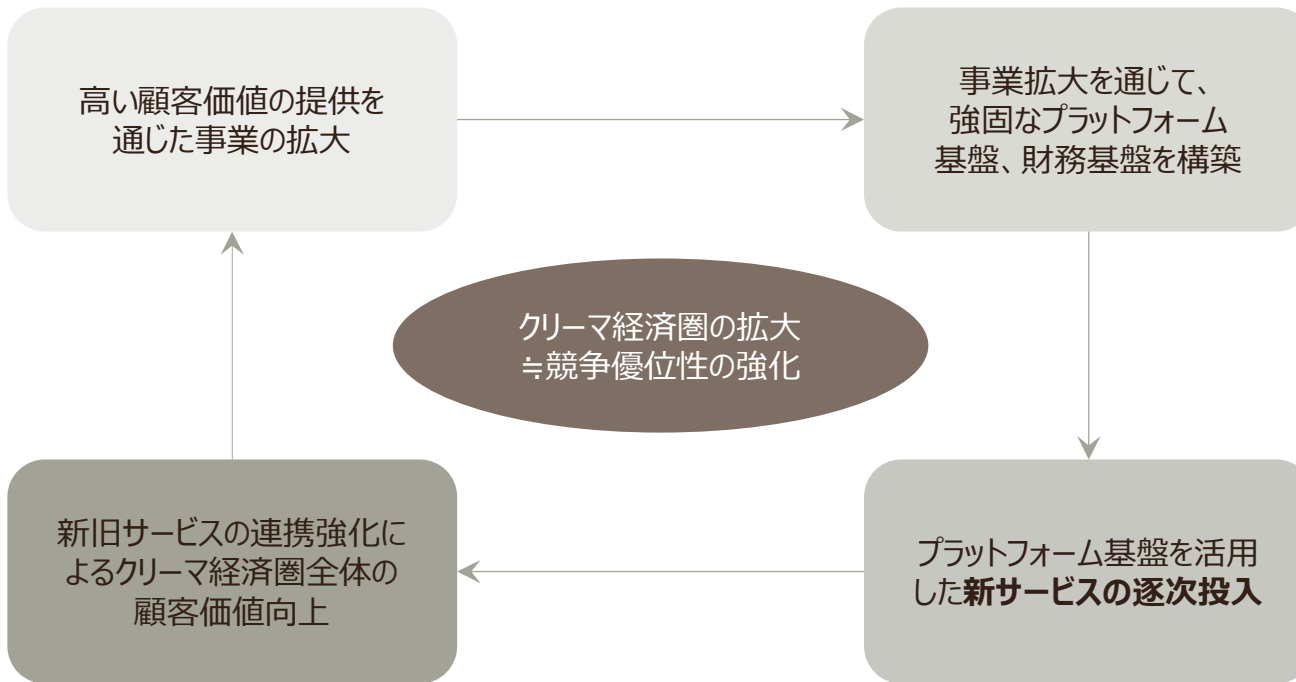 高い顧客価値の提供を
通じた事業の拡大
事業拡大を通じて、
強固なプラットフォーム
基盤、財務基盤を構築
クリーマ経済圏の拡大
≒競争優位性の強化
新旧サービスの連携強化に
よるクリーマ経済圏全体の
顧客価値向上
プラットフォーム基盤を活用
した新サービスの逐次投入